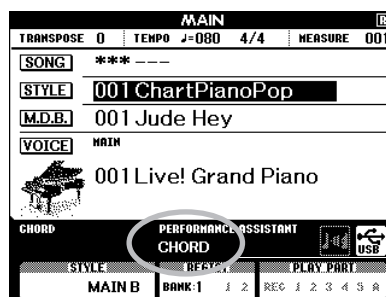 MAIN
TRANSPOSE 0 TEMPO ♩=080 4/4 MEASURE 001
SONG *** ---
STYLE 001 ChartPianoPop
M.D.B. 001 Jude Hey
VOICE MAIN
001 Live! Grand Piano
CHORD PERFORMANCE ASSISTANT
CHORD
USB
STYLE REGIST PLAY PART
MAIN B BANK:1 1 2 REC 1 2 3 4 5 A